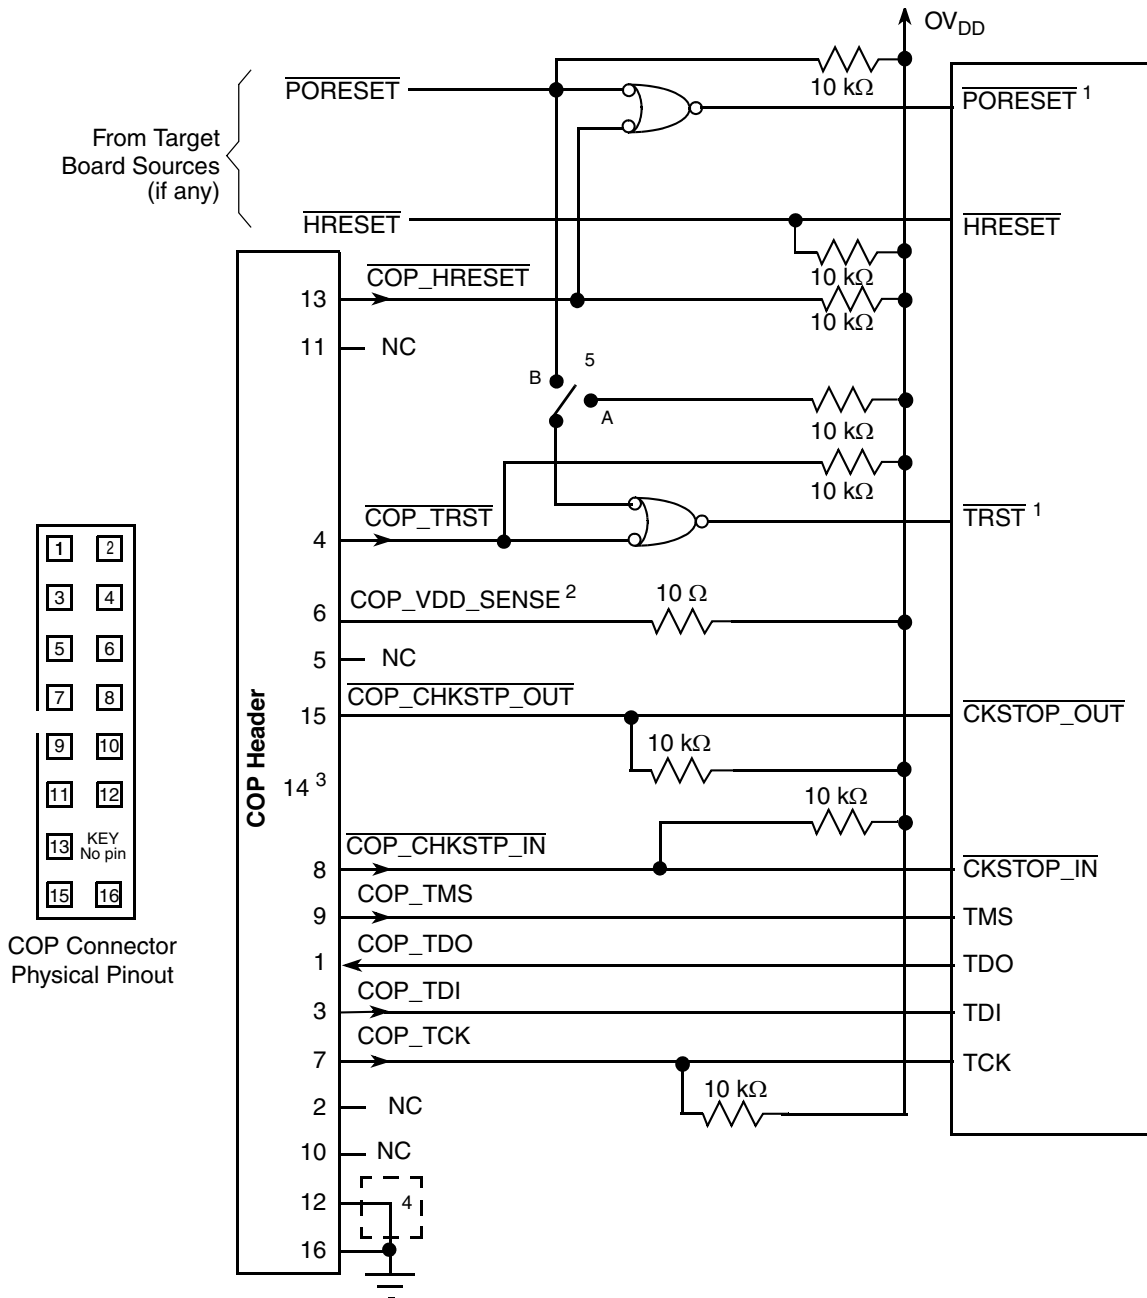 OVDD
10 kΩ
PORESET
PORESET 1
From Target
Board Sources
(if any)
HRESET
HRESET
10 kΩ
COP_HRESET
13
10 kΩ
11
NC
5
B
A
10 kΩ
10 kΩ
COP_TRST
4
TRST 1
COP_VDD_SENSE 2
10 Ω
6
5
NC
COP_CHKSTP_OUT
15
CKSTOP_OUT
10 kΩ
COP Header
14 3
10 kΩ
COP_CHKSTP_IN
8
CKSTOP_IN
COP_TMS
9
TMS
COP_TDO
1
TDO
COP_TDI
3
TDI
COP_TCK
7
TCK
10 kΩ
2
NC
10
NC
12
4
16
1 2
3 4
5 6
7 8
9 10
11 12
13 KEY
No pin
15 16
COP Connector
Physical Pinout